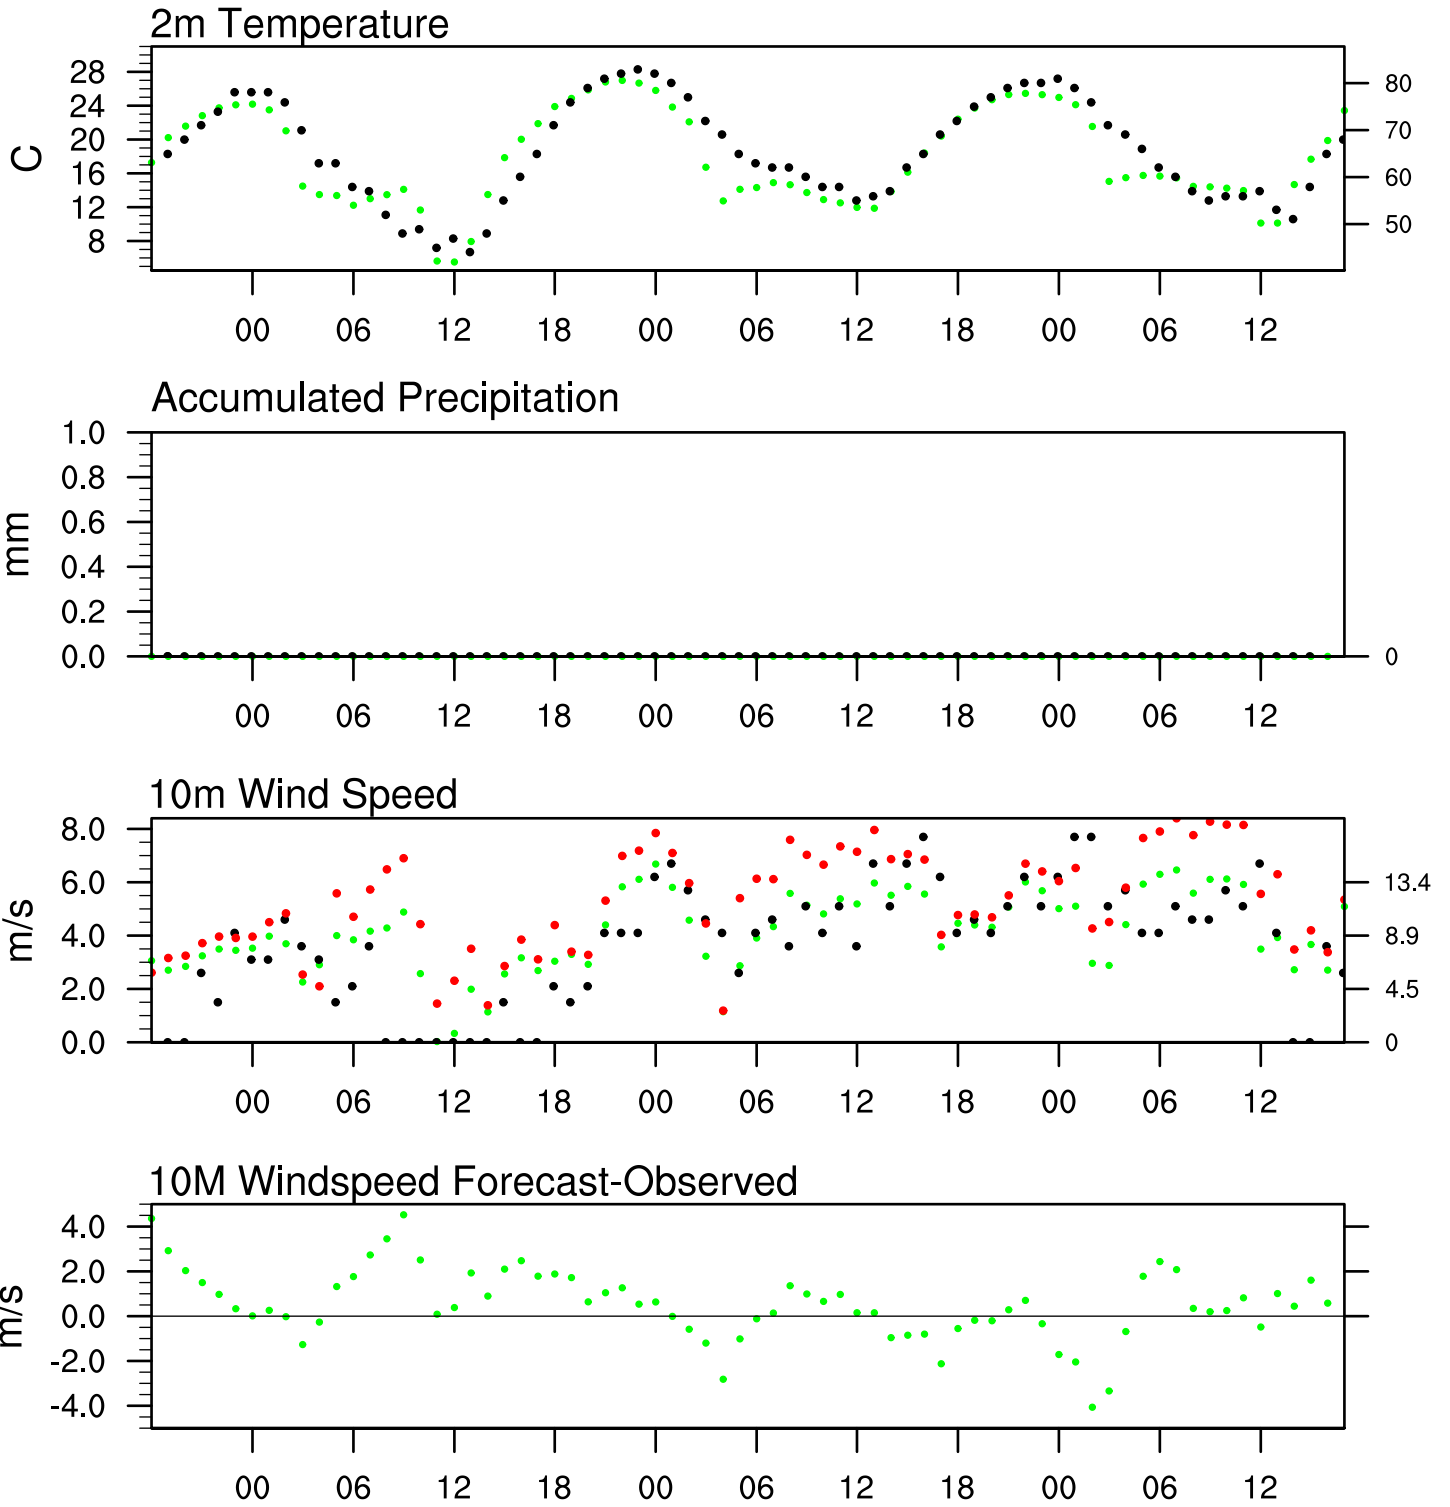 2m Temperature
28
24
20
16
12
8
C
80
70
60
50
00 06 12 18 00 06 12 18 00 06 12
Accumulated Precipitation
1.0
0.8
0.6
0.4
0.2
0.0
mm
0
00 06 12 18 00 06 12 18 00 06 12
10m Wind Speed
8.0
6.0
4.0
2.0
0.0
m/s
13.4
8.9
4.5
0
00 06 12 18 00 06 12 18 00 06 12
10M Windspeed Forecast-Observed
4.0
2.0
0.0
-2.0
-4.0
m/s
00 06 12 18 00 06 12 18 00 06 12